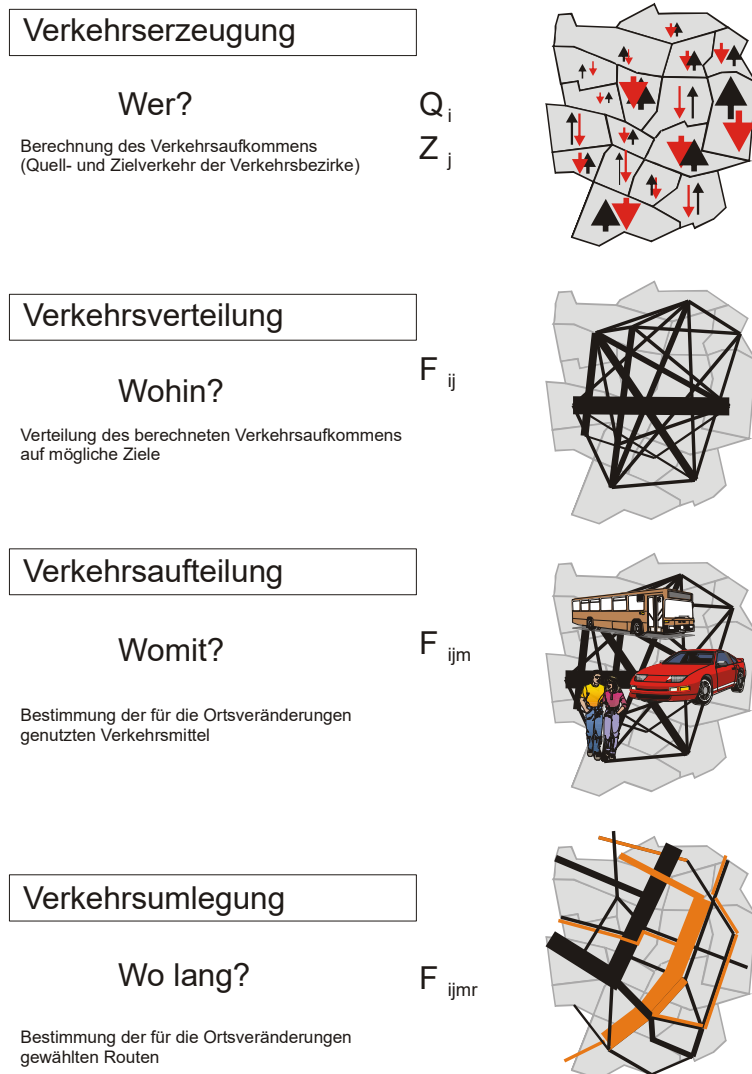 Verkehrserzeugung
Wer?
Q i
Berechnung des Verkehrsaufkommens
(Quell- und Zielverkehr der Verkehrsbezirke)
Z j
Verkehrsverteilung
F ij
Wohin?
Verteilung des berechneten Verkehrsaufkommens
auf mögliche Ziele
Verkehrsaufteilung
Womit?
F ijm
Bestimmung der für die Ortsveränderungen
genutzten Verkehrsmittel
Verkehrsumlegung
Wo lang?
F ijmr
Bestimmung der für die Ortsveränderungen
gewählten Routen